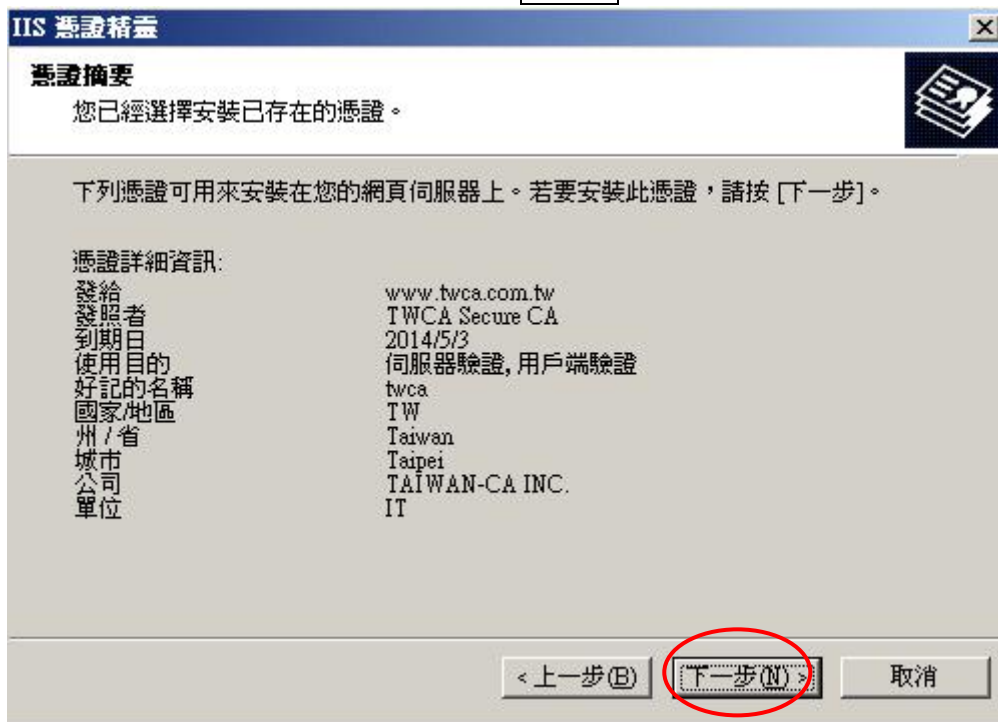 IIS 憑證精靈
憑證摘要
您已經選擇安裝已存在的憑證。
下列憑證可用來安裝在您的網頁伺服器上。若要安裝此憑證，請按 [下一步]。
憑證詳細資訊:
發給 www.twca.com.tw
發照者 TWCA Secure CA
到期日 2014/5/3
使用目的 伺服器驗證, 用戶端驗證
好記的名稱 twca
國家/地區 TW
州 / 省 Taiwan
城市 Taipei
公司 TAIWAN-CA INC.
單位 IT
< 上一步(B) 下一步(N) > 取消